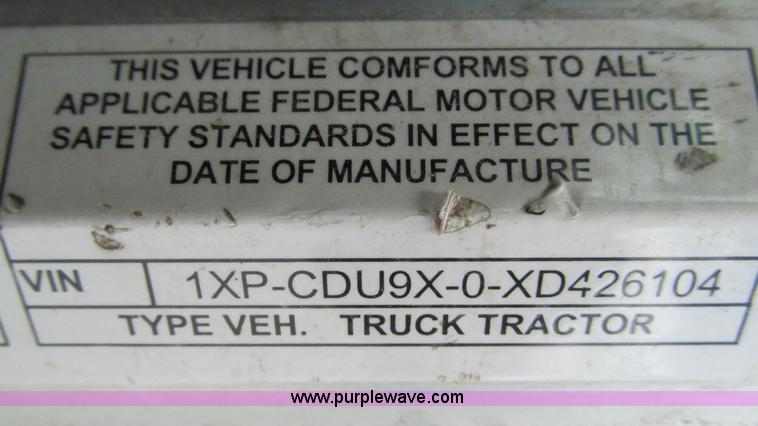 THIS VEHICLE COMFORMS TO ALL
APPLICABLE FEDERAL MOTOR VEHICLE
SAFETY STANDARDS IN EFFECT ON THE
DATE OF MANUFACTURE
VIN 1XP-CDU9X-0-XD426104
TYPE VEH. TRUCK TRACTOR
www.purplewave.com